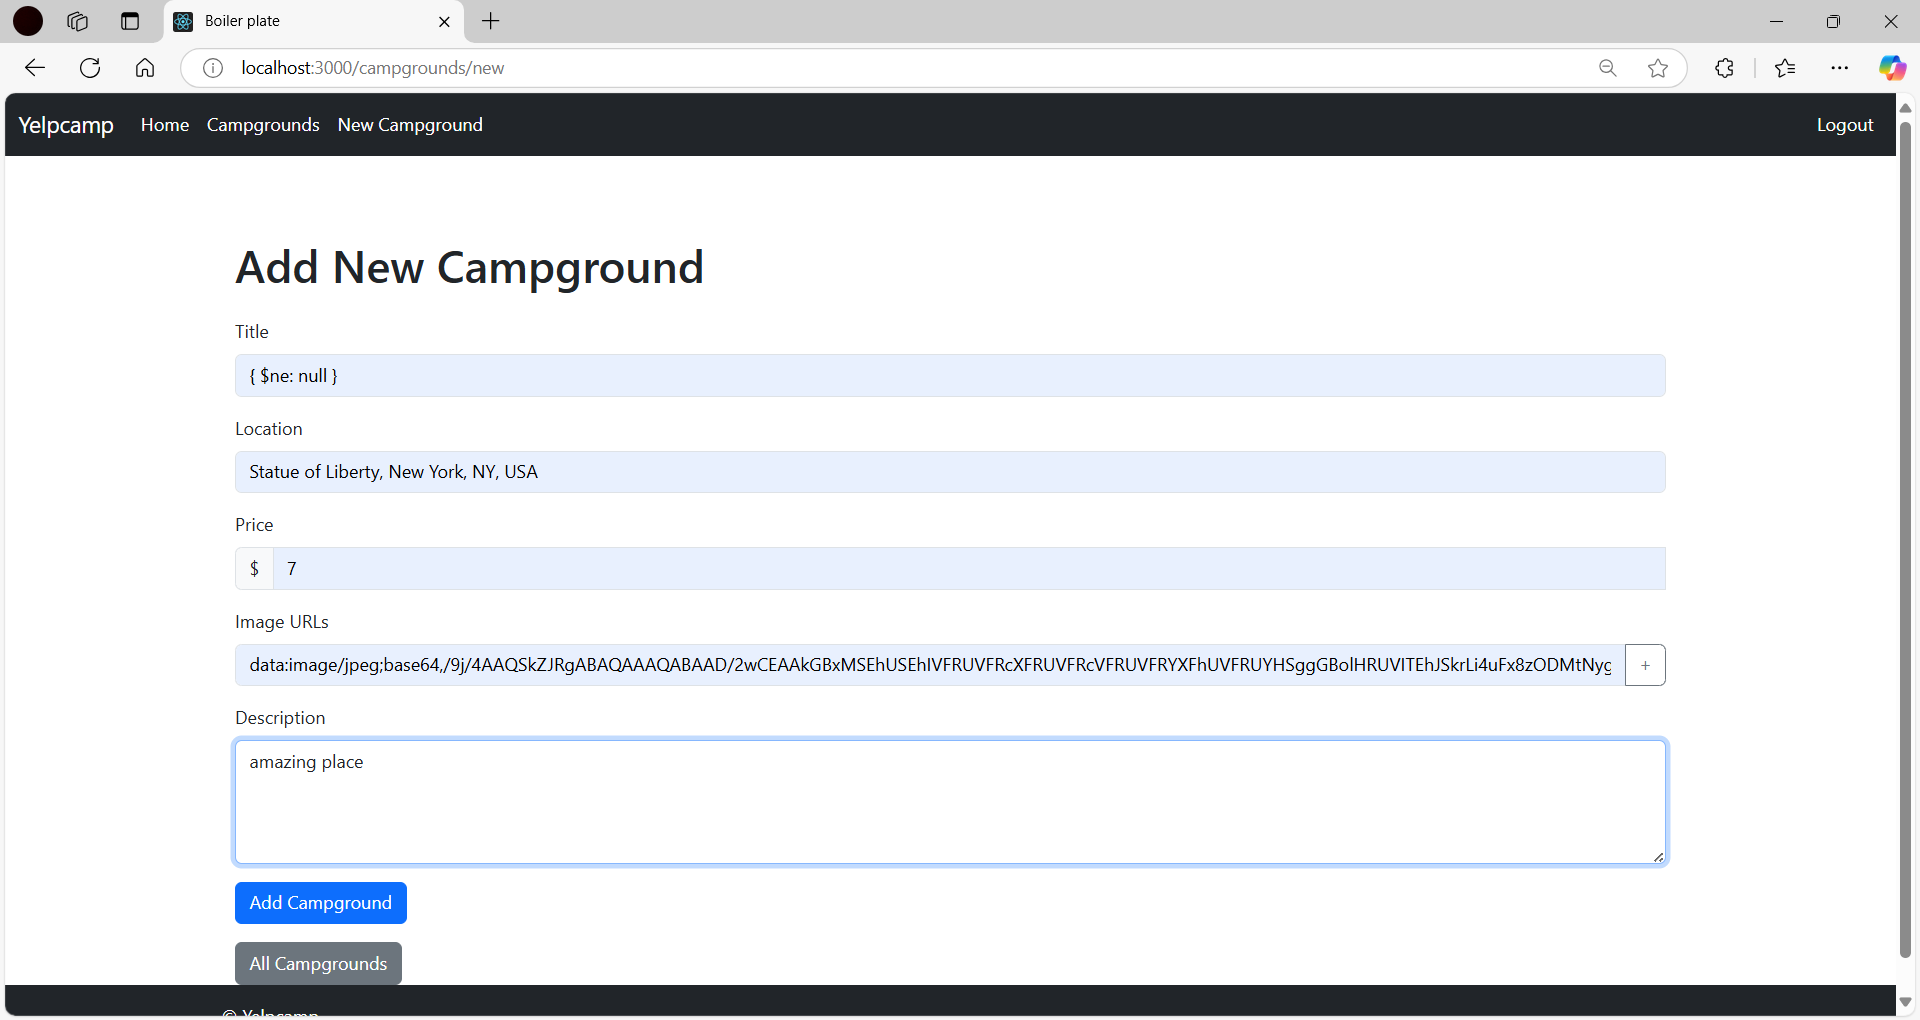 Boiler plate
localhost:3000/campgrounds/new
Yelpcamp Home Campgrounds New Campground Logout
Add New Campground
Title
{ $ne: null }
Location
Statue of Liberty, New York, NY, USA
Price
$ 7
Image URLs
data:image/jpeg;base64,/9j/4AAQSkZJRgABAQAAAQABAAD/2wCEAAkGBxMSEhUSEhIVFRUVFRcXFRUVFRcVFRUVFRYXFhUVFRUYHSggGBolHRUVITEhJSkrLi4uFx8zODMtNyg +
Description
amazing place
Add Campground
All Campgrounds
© Yelpcamp